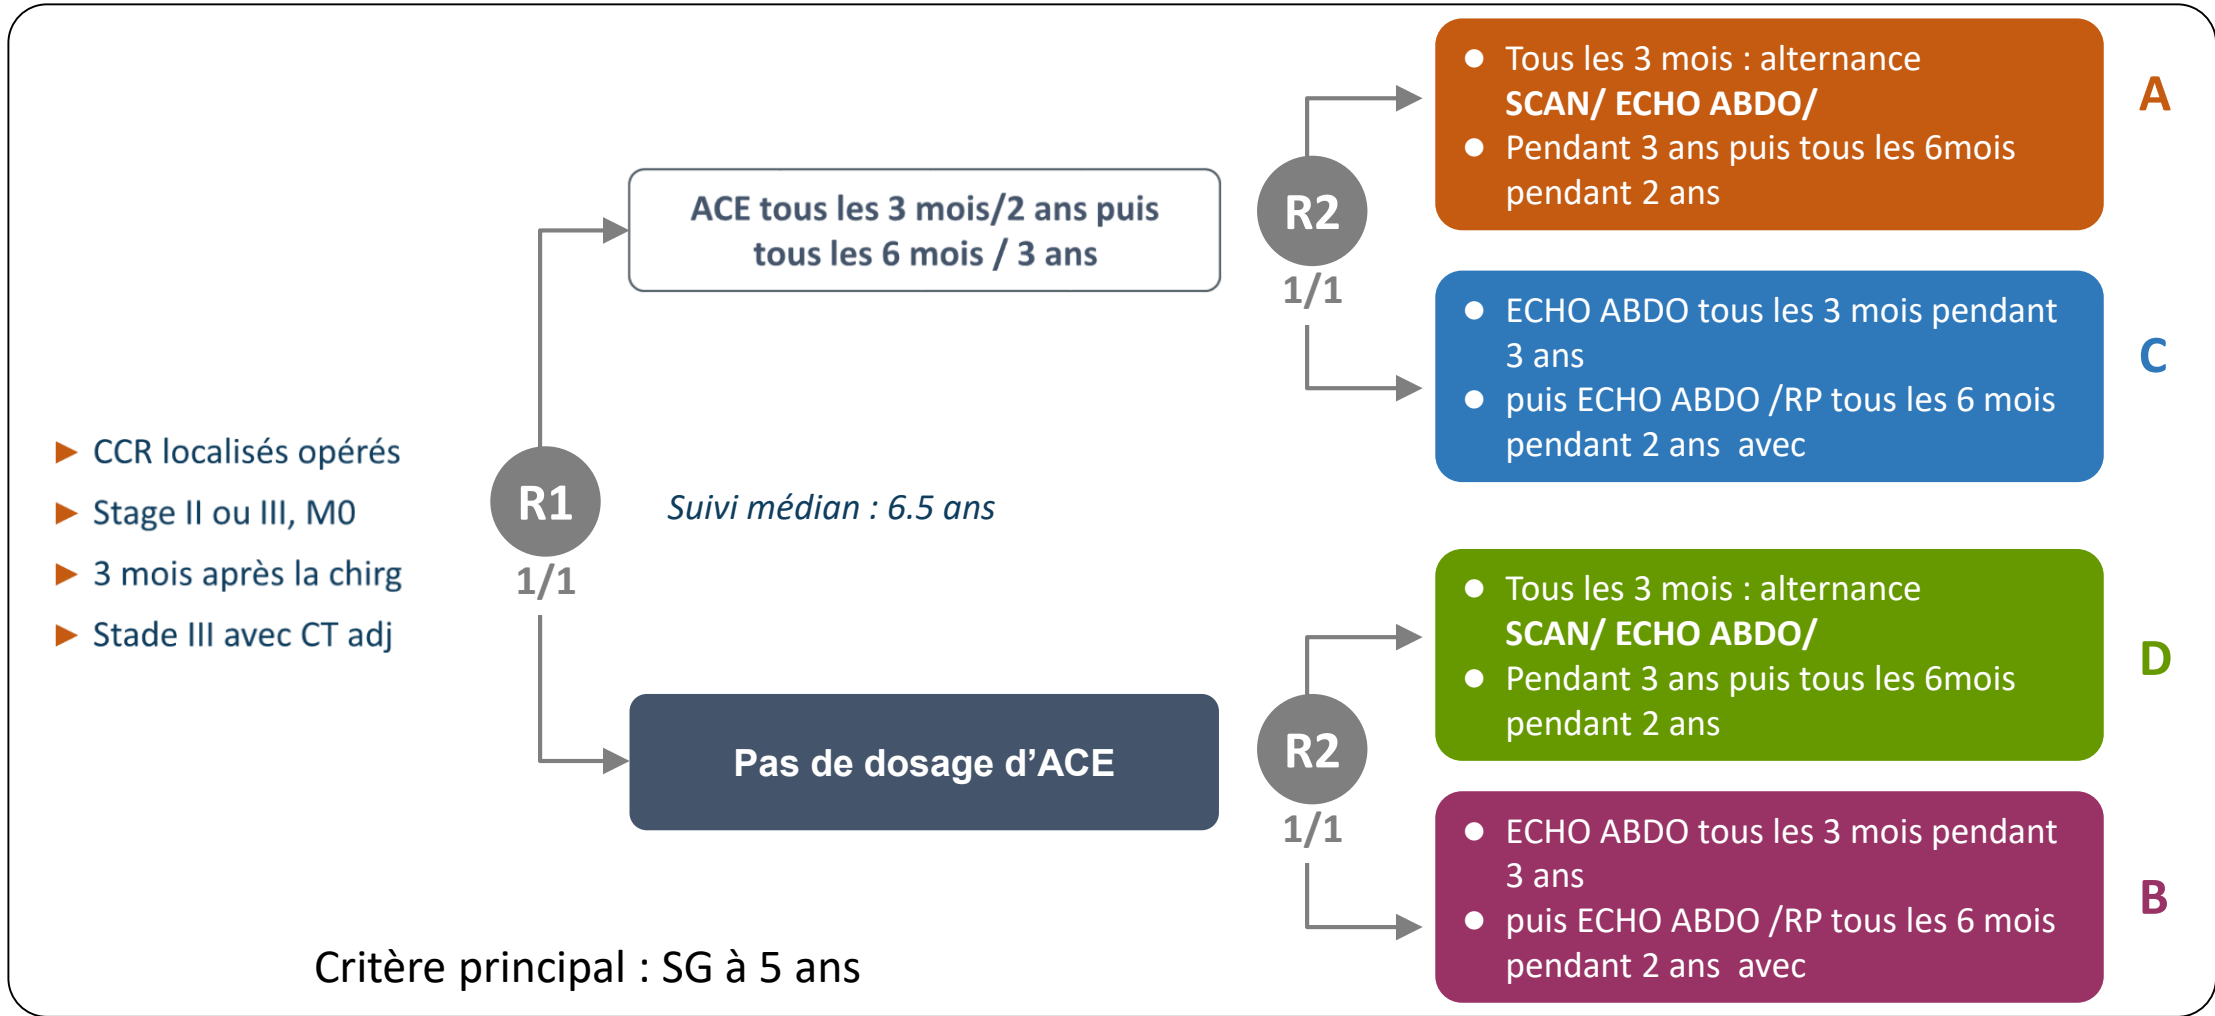 ► CCR localisés opérés
► Stage II ou III, M0
► 3 mois après la chirg
► Stade III avec CT adj
R1
1/1
ACE tous les 3 mois/2 ans puis
tous les 6 mois / 3 ans
Suivi médian : 6.5 ans
Pas de dosage d’ACE
R2
1/1
● Tous les 3 mois : alternance
SCAN/ ECHO ABDO/
● Pendant 3 ans puis tous les 6mois
pendant 2 ans
A
● ECHO ABDO tous les 3 mois pendant
3 ans
● puis ECHO ABDO /RP tous les 6 mois
pendant 2 ans avec
C
R2
1/1
● Tous les 3 mois : alternance
SCAN/ ECHO ABDO/
● Pendant 3 ans puis tous les 6mois
pendant 2 ans
D
● ECHO ABDO tous les 3 mois pendant
3 ans
● puis ECHO ABDO /RP tous les 6 mois
pendant 2 ans avec
B
Critère principal : SG à 5 ans